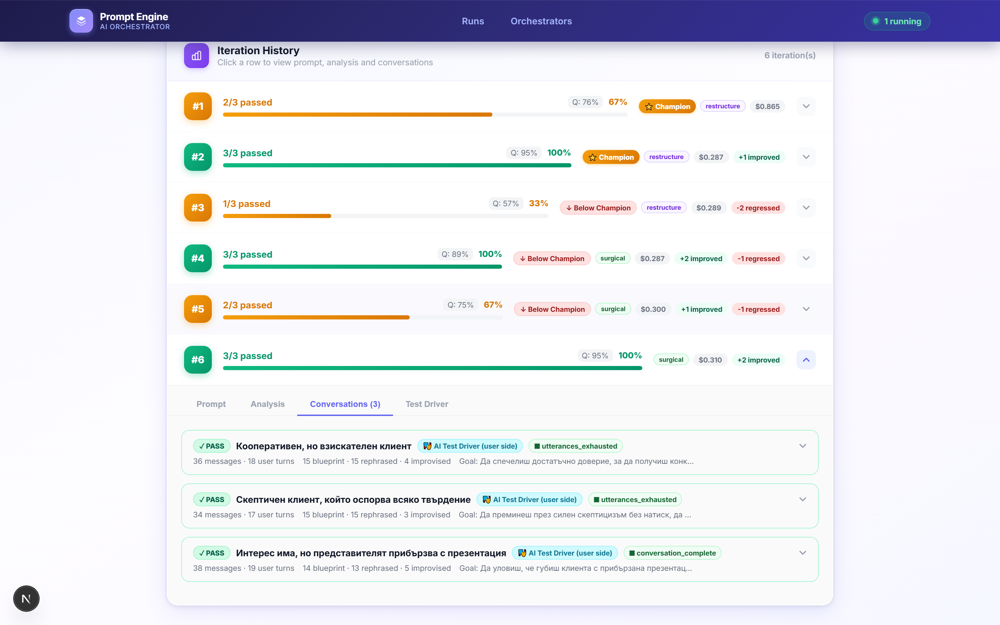 Prompt Engine
AI ORCHESTRATOR
Runs
Orchestrators
1 running
Iteration History
Click a row to view prompt, analysis and conversations
6 iteration(s)
#1
2/3 passed
Q: 76%
67%
Champion
restructure
$0.865
#2
3/3 passed
Q: 95%
100%
Champion
restructure
$0.287
+1 improved
#3
1/3 passed
Q: 57%
33%
↓ Below Champion
restructure
$0.289
-2 regressed
#4
3/3 passed
Q: 89%
100%
↓ Below Champion
surgical
$0.287
+2 improved
-1 regressed
#5
2/3 passed
Q: 75%
67%
↓ Below Champion
surgical
$0.300
+1 improved
-1 regressed
#6
3/3 passed
Q: 95%
100%
surgical
$0.310
+2 improved
Prompt
Analysis
Conversations (3)
Test Driver
✓ PASS
Кооперативен, но взискателен клиент
AI Test Driver (user side)
utterances_exhausted
36 messages · 18 user turns
15 blueprint · 15 rephrased · 4 improvised
Goal: Да спечелиш достатъчно доверие, за да получиш конк...
✓ PASS
Скептичен клиент, който оспорва всяко твърдение
AI Test Driver (user side)
utterances_exhausted
34 messages · 17 user turns
15 blueprint · 15 rephrased · 3 improvised
Goal: Да преминеш през силен скептицизъм без натиск, да ...
✓ PASS
Интерес има, но представителят прибързва с презентация
AI Test Driver (user side)
conversation_complete
38 messages · 19 user turns
14 blueprint · 13 rephrased · 5 improvised
Goal: Да уловиш, че губиш клиента с прибързана презентац...
N